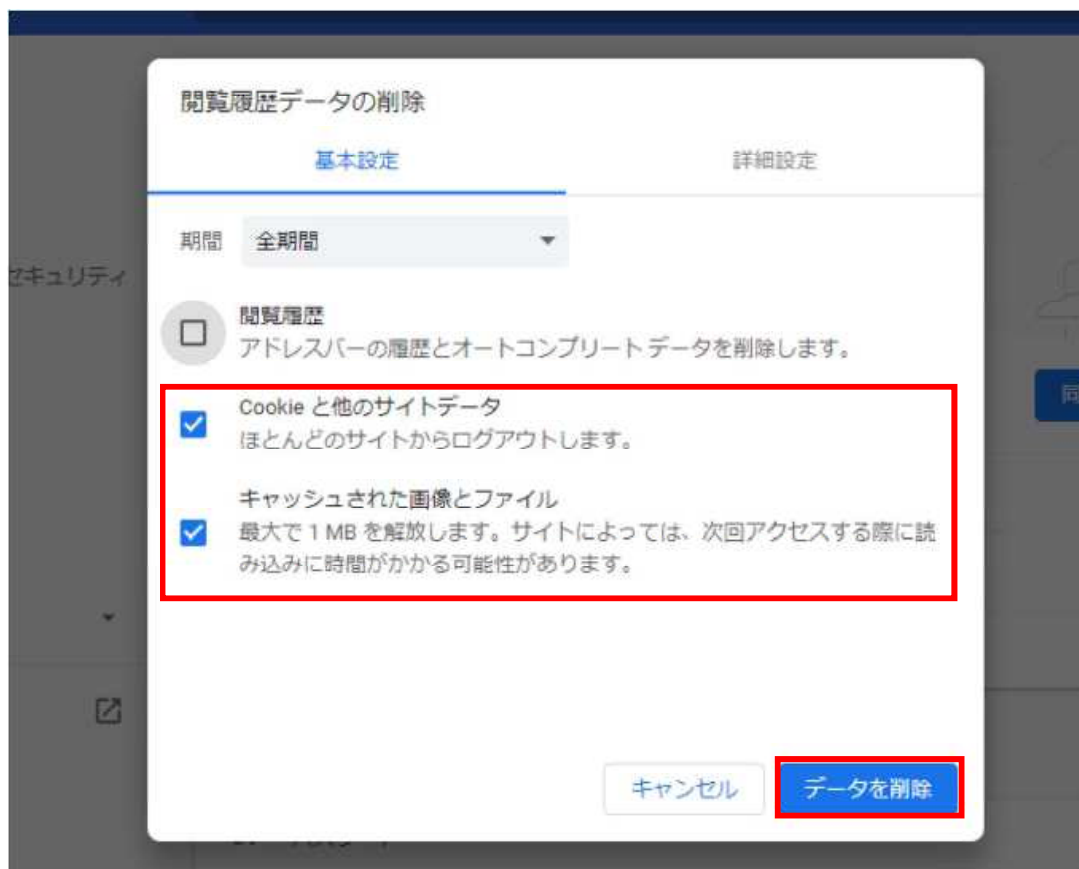 閲覧履歴データの削除
基本設定
詳細設定
期間
全期間
セキュリティ
閲覧履歴
アドレスバーの履歴とオートコンプリート データを削除します。
Cookie と他のサイトデータ
ほとんどのサイトからログアウトします。
同
キャッシュされた画像とファイル
最大で 1 MB を解放します。サイトによっては、次回アクセスする際に読
み込みに時間がかかる可能性があります。
キャンセル
データを削除